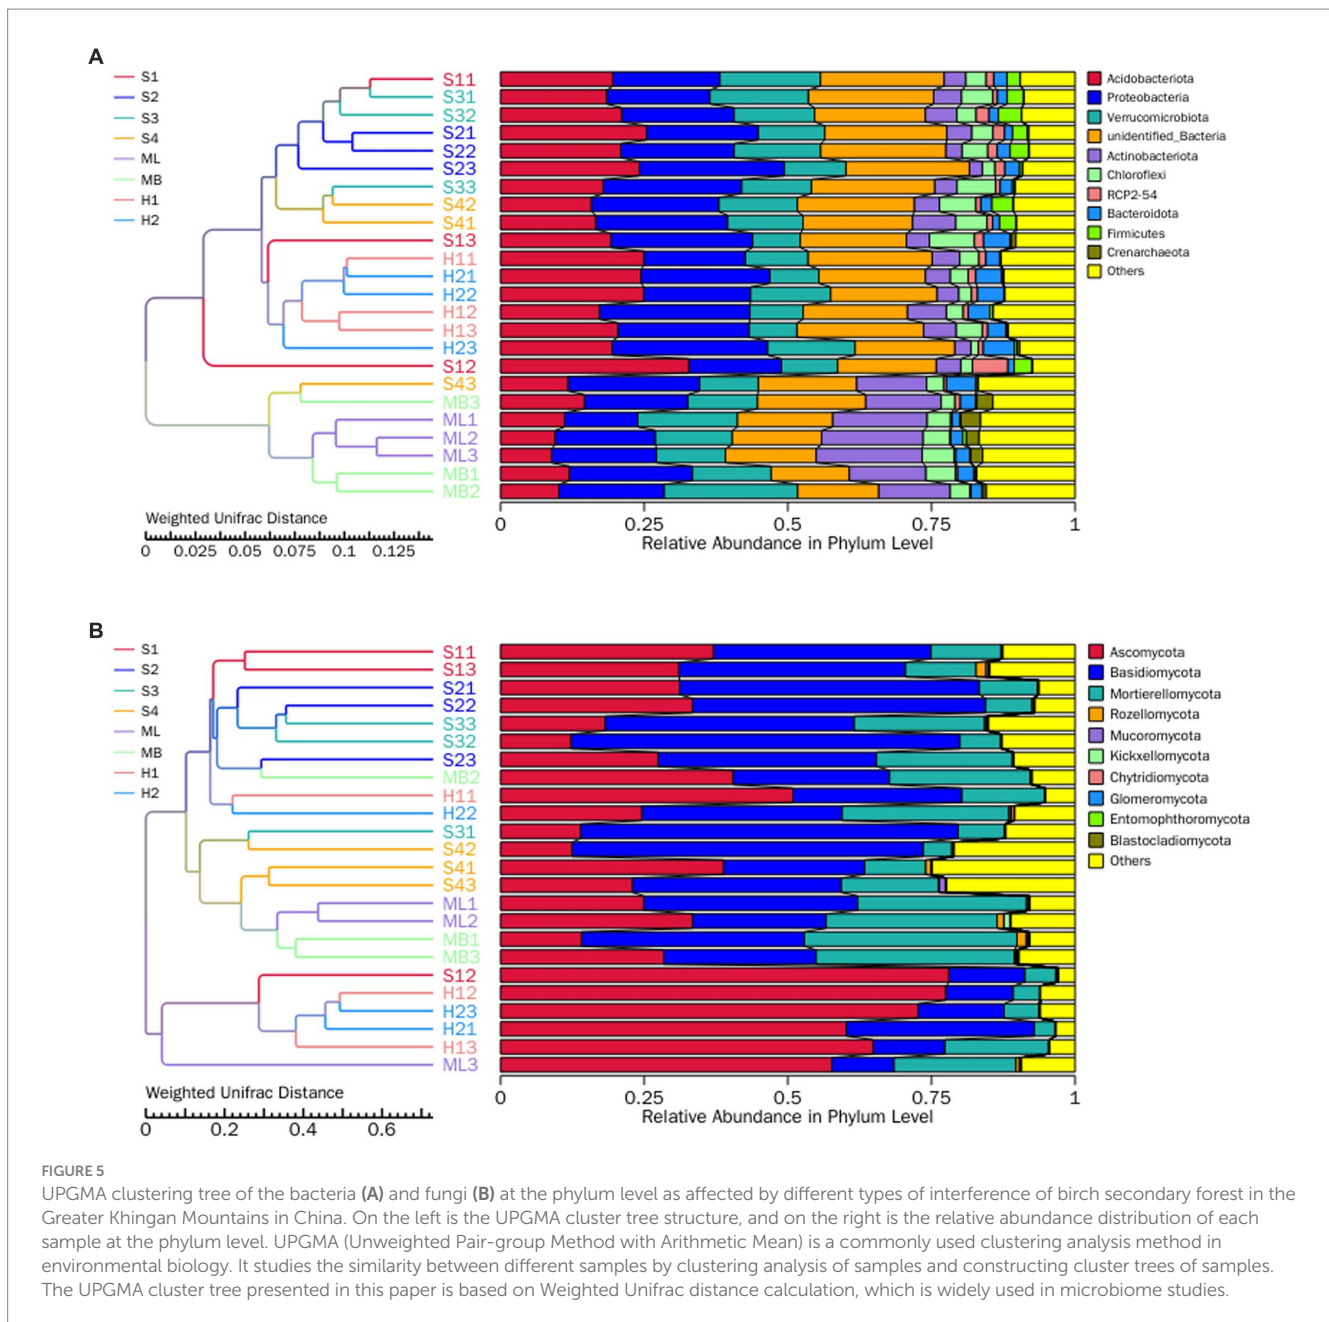 A
S1
S2
S3
S4
ML
MB
H1
H2
S11
S31
S32
S21
S22
S23
S33
S42
S41
S13
H11
H21
H22
H12
H13
H23
S12
S43
MB3
ML1
ML2
ML3
MB1
MB2
Acidobacteriota
Proteobacteria
Verrucomicrobiota
unidentified_Bacteria
Actinobacteriota
Chloroflexi
RCP2-54
Bacteroidota
Firmicutes
Crenarchaeota
Others
Weighted Unifrac Distance
0 0.025 0.05 0.075 0.1 0.125
0 0.25 0.5 0.75 1
Relative Abundance in Phylum Level
B
S1
S2
S3
S4
ML
MB
H1
H2
S11
S13
S21
S22
S33
S32
S23
MB2
H11
H22
S31
S42
S41
S43
ML1
ML2
MB1
MB3
S12
H12
H23
H21
H13
ML3
Ascomycota
Basidiomycota
Mortierellomycota
Rozellomycota
Mucoromycota
Kickxellomycota
Chytridiomycota
Glomeromycota
Entomophthoromycota
Blastocladiomycota
Others
Weighted Unifrac Distance
0 0.2 0.4 0.6
0 0.25 0.5 0.75 1
Relative Abundance in Phylum Level
FIGURE 5
UPGMA clustering tree of the bacteria (A) and fungi (B) at the phylum level as affected by different types of interference of birch secondary forest in the
Greater Khingan Mountains in China. On the left is the UPGMA cluster tree structure, and on the right is the relative abundance distribution of each
sample at the phylum level. UPGMA (Unweighted Pair-group Method with Arithmetic Mean) is a commonly used clustering analysis method in
environmental biology. It studies the similarity between different samples by clustering analysis of samples and constructing cluster trees of samples.
The UPGMA cluster tree presented in this paper is based on Weighted Unifrac distance calculation, which is widely used in microbiome studies.